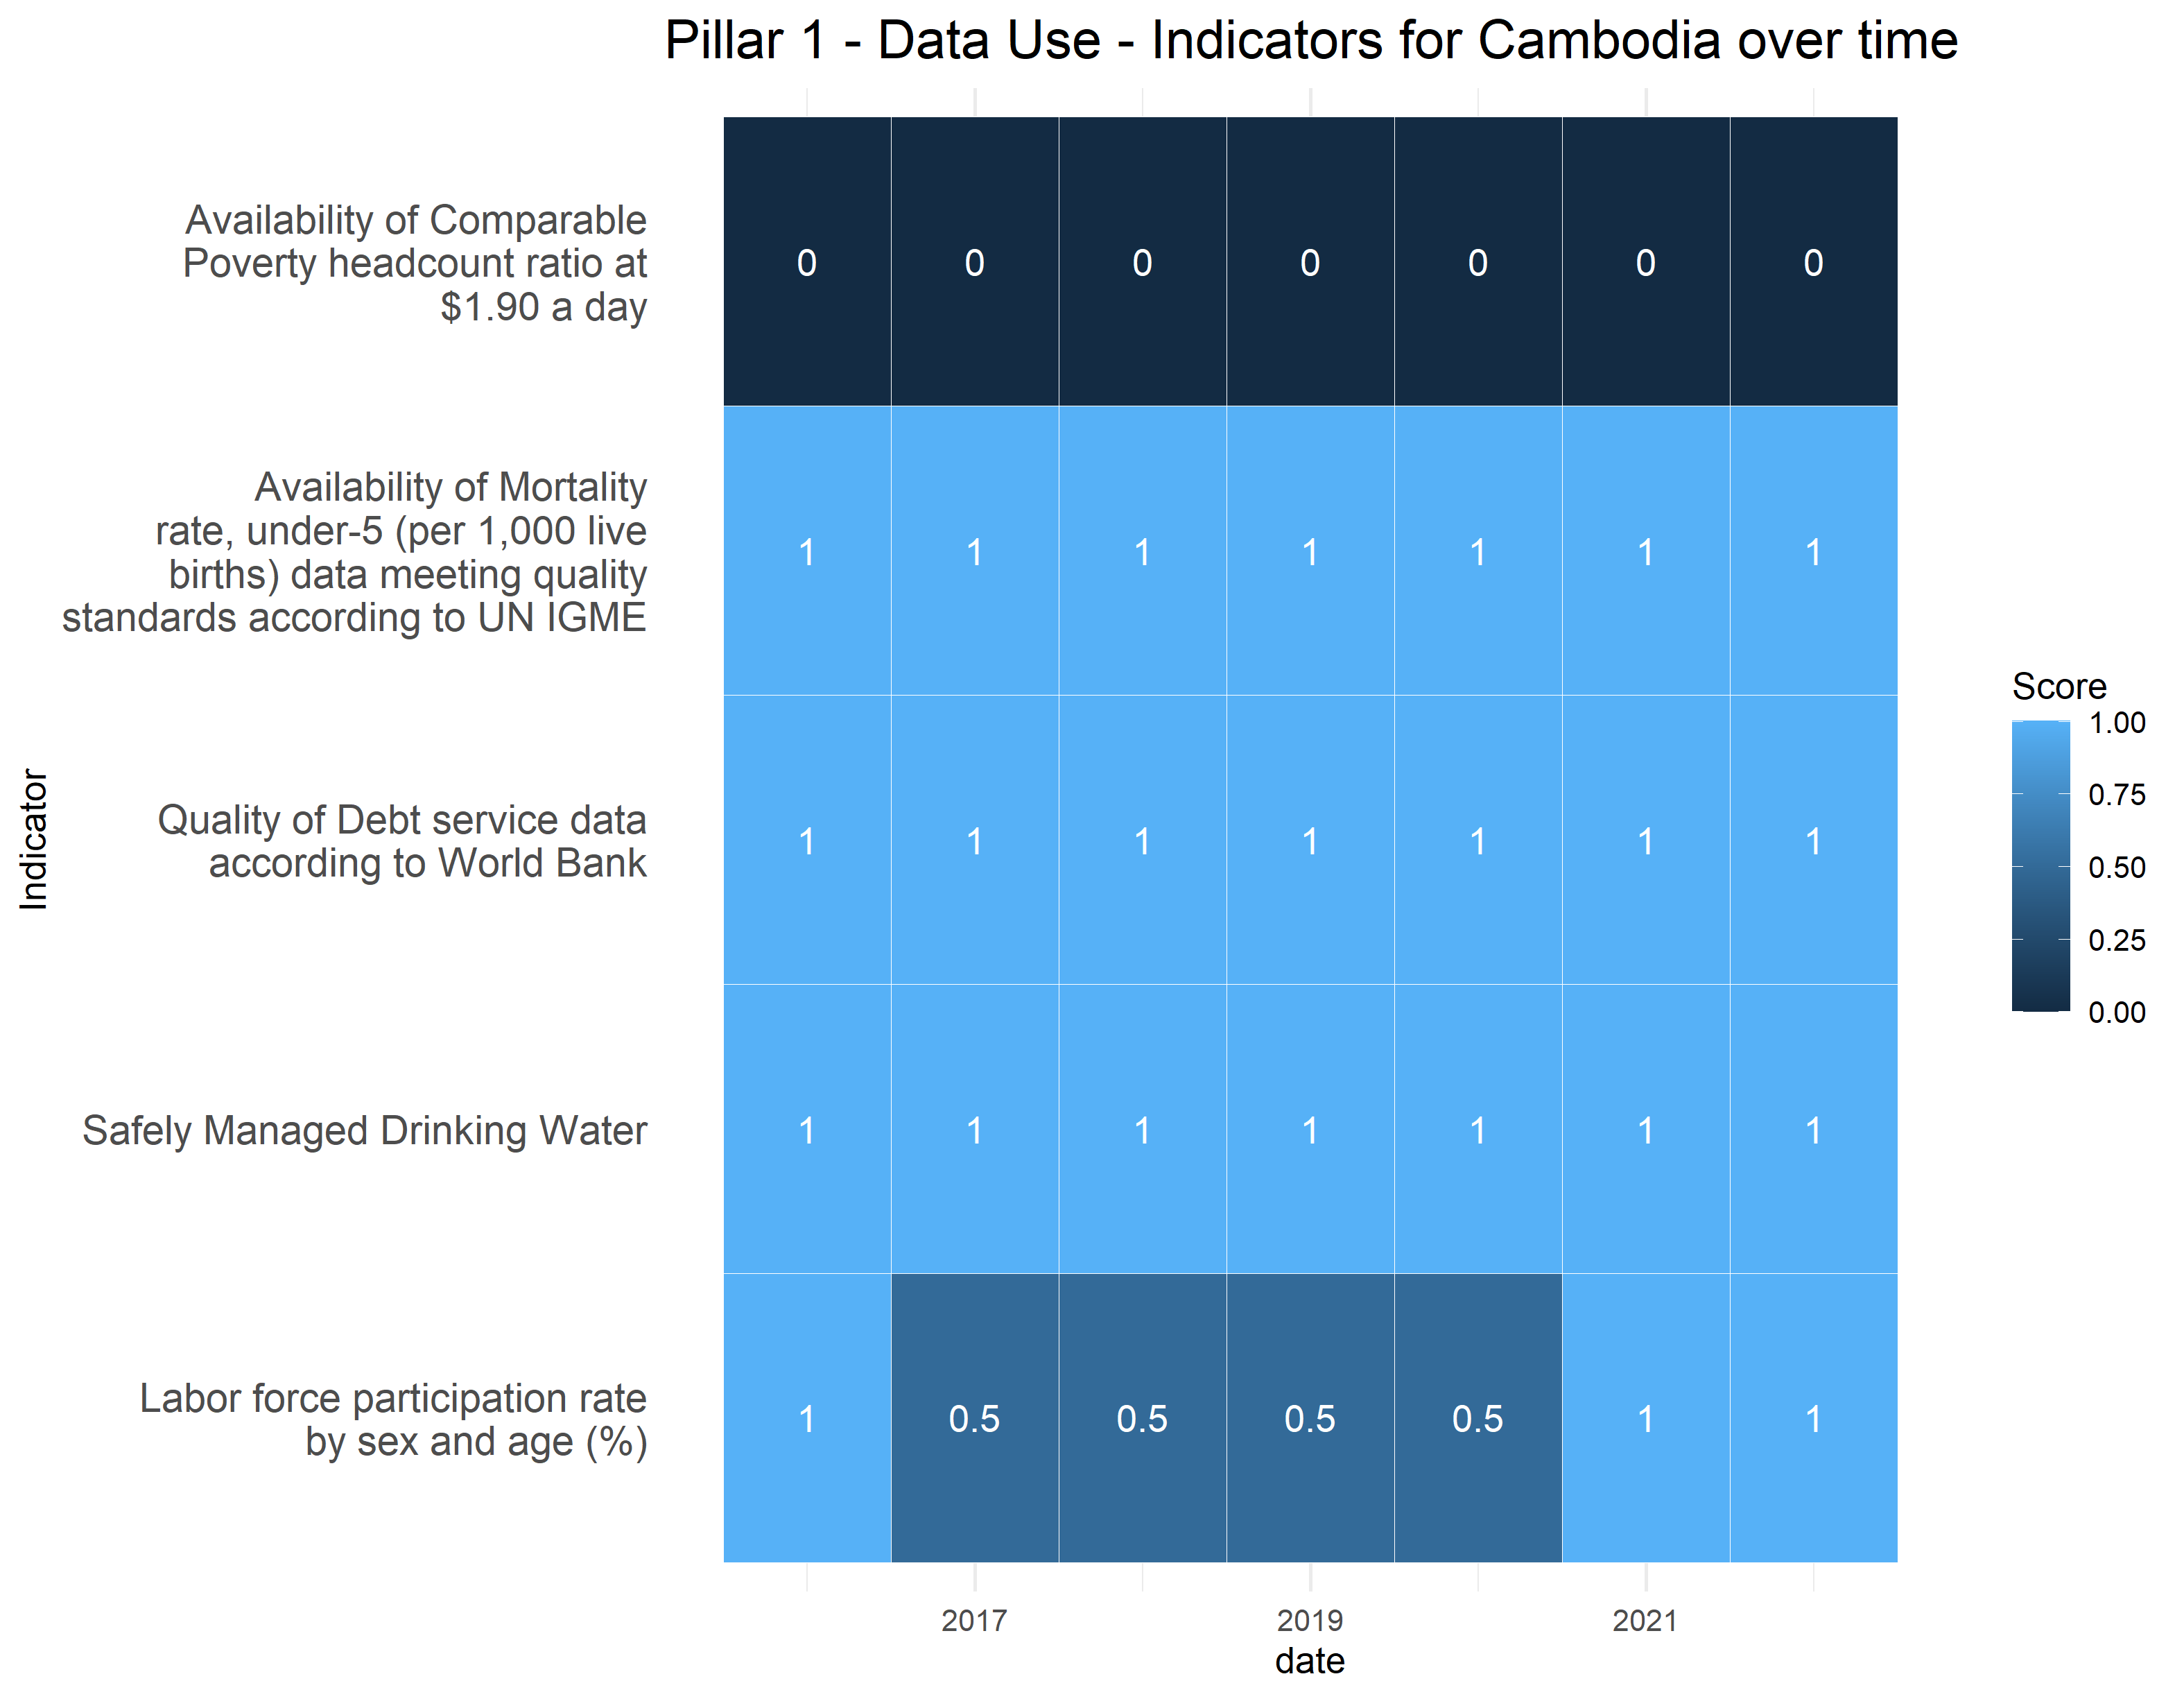 Pillar 1 - Data Use - Indicators for Cambodia over time
Indicator
Availability of Comparable
Poverty headcount ratio at
$1.90 a day
0 0 0 0 0 0 0
Availability of Mortality
rate, under-5 (per 1,000 live
births) data meeting quality
standards according to UN IGME
1 1 1 1 1 1 1
Quality of Debt service data
according to World Bank
1 1 1 1 1 1 1
Safely Managed Drinking Water
1 1 1 1 1 1 1
Labor force participation rate
by sex and age (%)
1 0.5 0.5 0.5 0.5 1 1
2017 2019 2021
date
Score
1.00
0.75
0.50
0.25
0.00